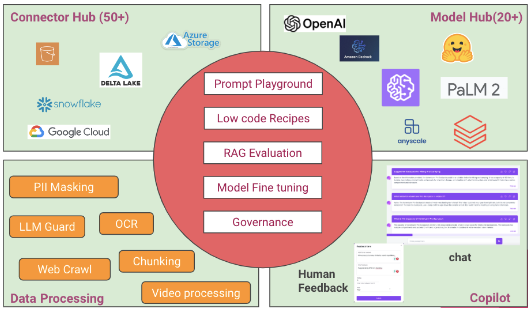 Connector Hub (50+)
Azure
Storage
DELTA LAKE
snowflake
Google Cloud
OpenAI
Model Hub(20+)
PaLM 2
anyscale
Prompt Playground
Low code Recipes
RAG Evaluation
Model Fine tuning
Governance
PII Masking
LLM Guard
OCR
Web Crawl
Chunking
Video processing
Data Processing
Human
Feedback
chat
Copilot